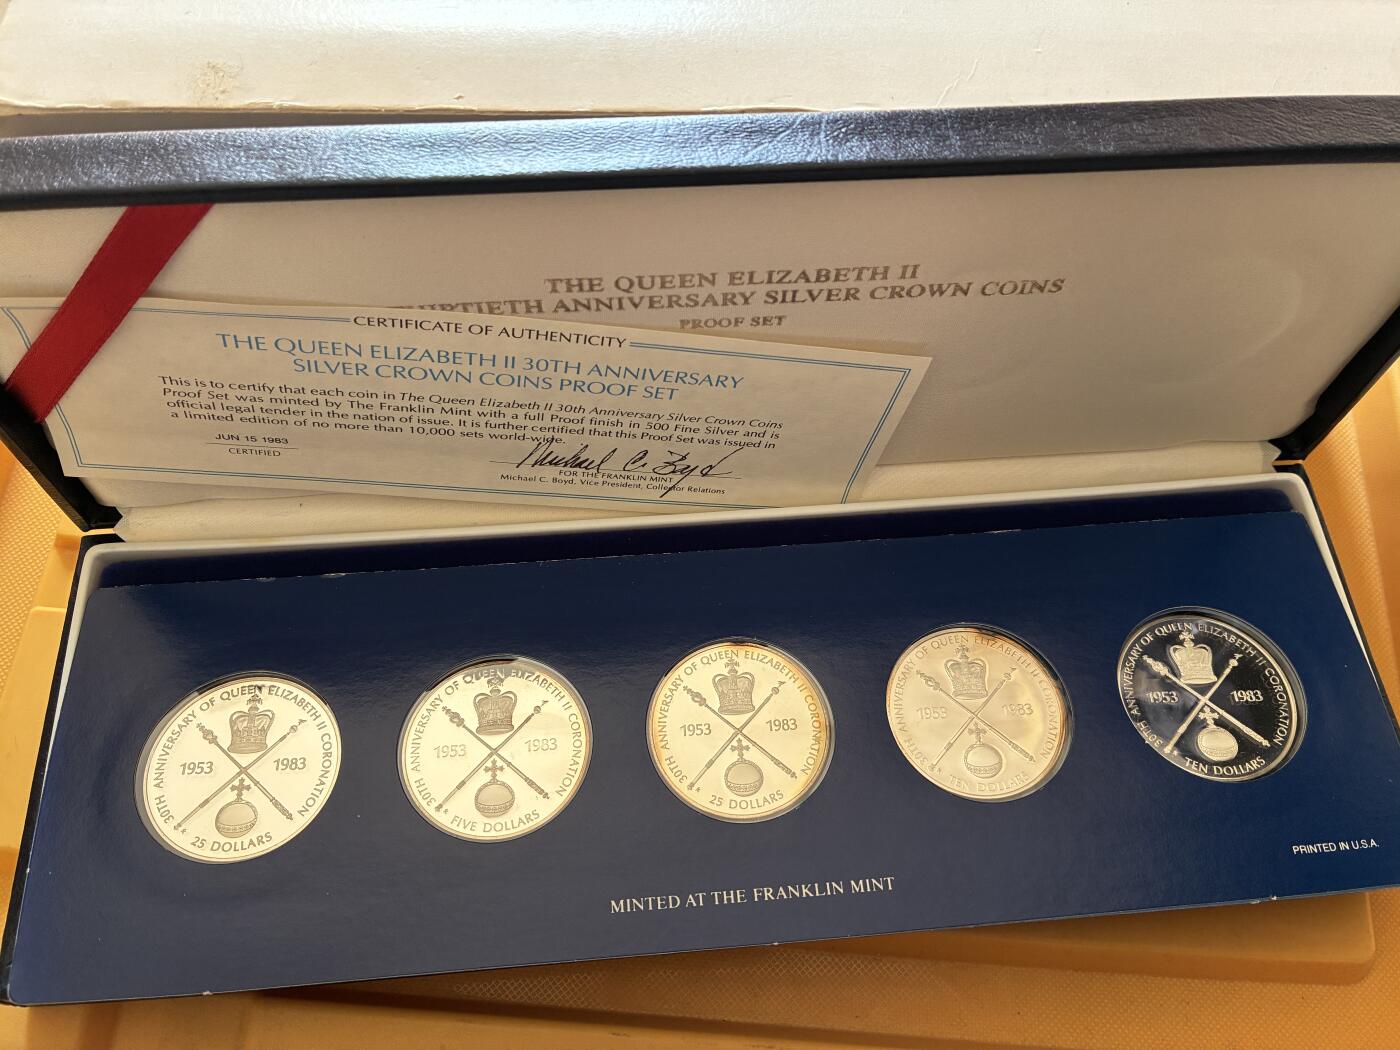 THE QUEEN ELIZABETH II
THIRTIETH ANNIVERSARY SILVER CROWN COINS
PROOF SET
CERTIFICATE OF AUTHENTICITY
THE QUEEN ELIZABETH II 30TH ANNIVERSARY
SILVER CROWN COINS PROOF SET
This is to certify that each coin in The Queen Elizabeth II 30th Anniversary Silver Crown Coins
Proof Set was minted by The Franklin Mint with a full Proof finish in 500 Fine Silver and is
official legal tender in the nation of issue. It is further certified that this Proof Set was issued in
a limited edition of no more than 10,000 sets world-wide.
JUN 15 1983
CERTIFIED
Michael C. Boyd
FOR THE FRANKLIN MINT
Michael C. Boyd, Vice President, Collector Relations
30TH ANNIVERSARY OF QUEEN ELIZABETH II CORONATION
1953 1983
25 DOLLARS
30TH ANNIVERSARY OF QUEEN ELIZABETH II CORONATION
1953 1983
FIVE DOLLARS
30TH ANNIVERSARY OF QUEEN ELIZABETH II CORONATION
1953 1983
25 DOLLARS
30TH ANNIVERSARY OF QUEEN ELIZABETH II CORONATION
1953 1983
TEN DOLLARS
30TH ANNIVERSARY OF QUEEN ELIZABETH II CORONATION
1953 1983
TEN DOLLARS
PRINTED IN U.S.A.
MINTED AT THE FRANKLIN MINT